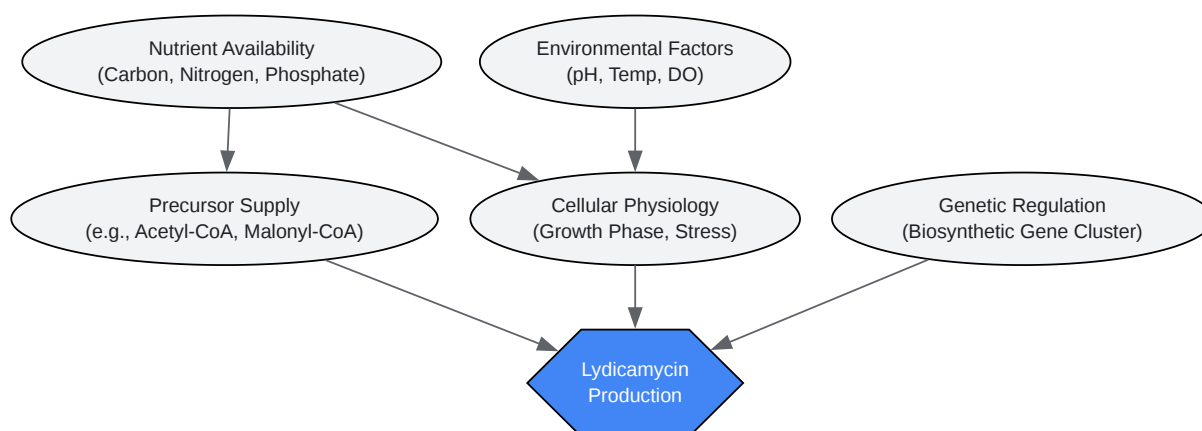 Nutrient Availability
(Carbon, Nitrogen, Phosphate)
Environmental Factors
(pH, Temp, DO)
Precursor Supply
(e.g., Acetyl-CoA, Malonyl-CoA)
Cellular Physiology
(Growth Phase, Stress)
Genetic Regulation
(Biosynthetic Gene Cluster)
Lydicamycin
Production